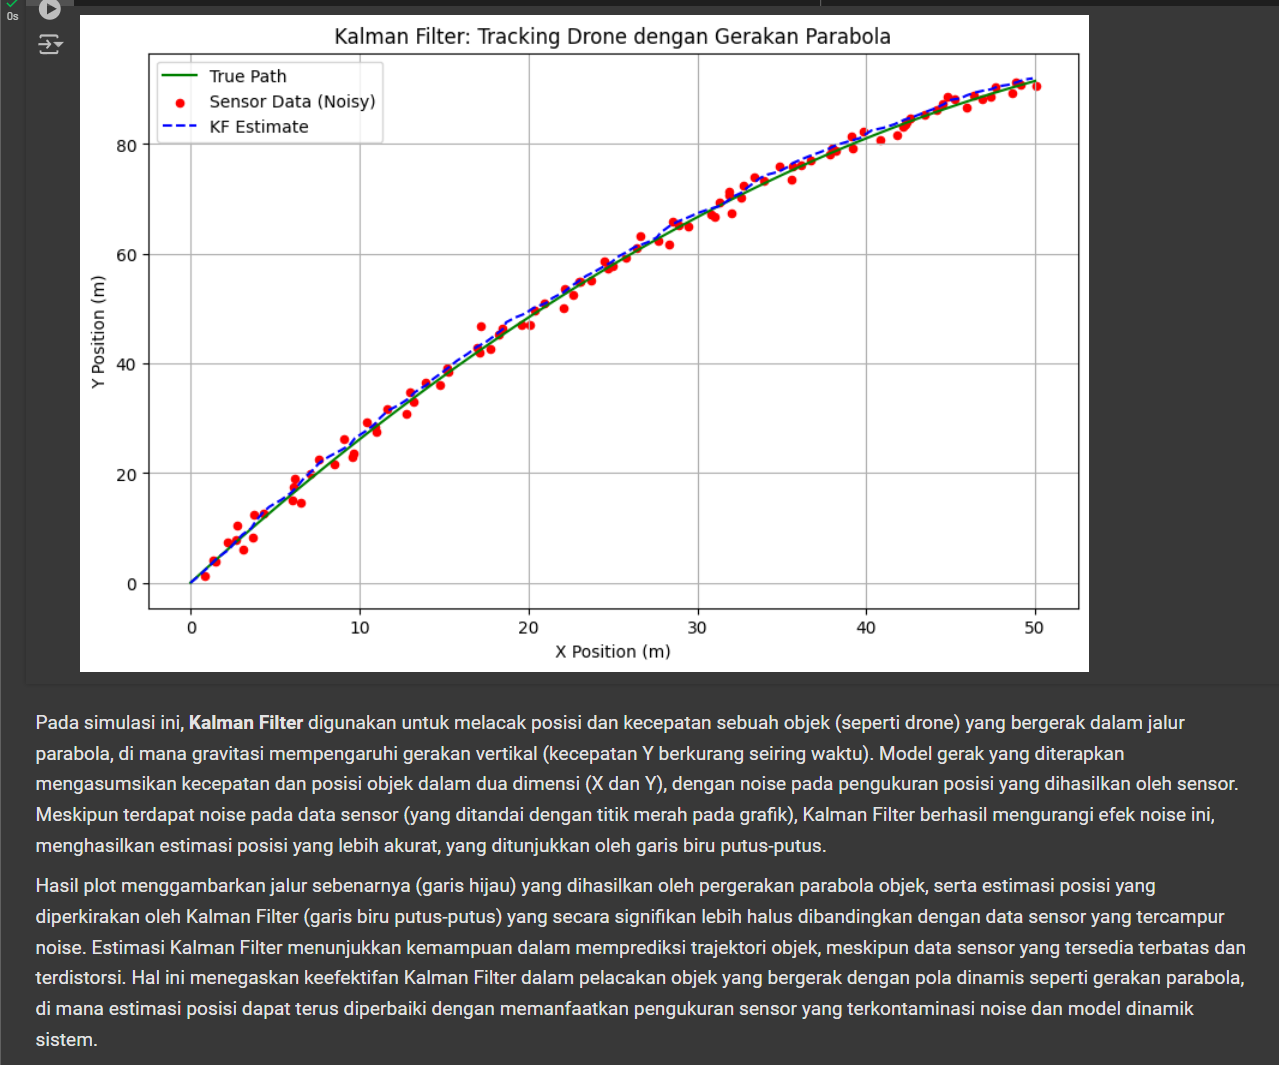 0s
Kalman Filter: Tracking Drone dengan Gerakan Parabola
True Path
Sensor Data (Noisy)
KF Estimate
80
60
40
20
0
Y Position (m)
0 10 20 30 40 50
X Position (m)
Pada simulasi ini, Kalman Filter digunakan untuk melacak posisi dan kecepatan sebuah objek (seperti drone) yang bergerak dalam jalur
parabola, di mana gravitasi mempengaruhi gerakan vertikal (kecepatan Y berkurang seiring waktu). Model gerak yang diterapkan
mengasumsikan kecepatan dan posisi objek dalam dua dimensi (X dan Y), dengan noise pada pengukuran posisi yang dihasilkan oleh sensor.
Meskipun terdapat noise pada data sensor (yang ditandai dengan titik merah pada grafik), Kalman Filter berhasil mengurangi efek noise ini,
menghasilkan estimasi posisi yang lebih akurat, yang ditunjukkan oleh garis biru putus-putus.
Hasil plot menggambarkan jalur sebenarnya (garis hijau) yang dihasilkan oleh pergerakan parabola objek, serta estimasi posisi yang
diperkirakan oleh Kalman Filter (garis biru putus-putus) yang secara signifikan lebih halus dibandingkan dengan data sensor yang tercampur
noise. Estimasi Kalman Filter menunjukkan kemampuan dalam memprediksi trajektori objek, meskipun data sensor yang tersedia terbatas dan
terdistorsi. Hal ini menegaskan keefektifan Kalman Filter dalam pelacakan objek yang bergerak dengan pola dinamis seperti gerakan parabola,
di mana estimasi posisi dapat terus diperbaiki dengan memanfaatkan pengukuran sensor yang terkontaminasi noise dan model dinamik
sistem.